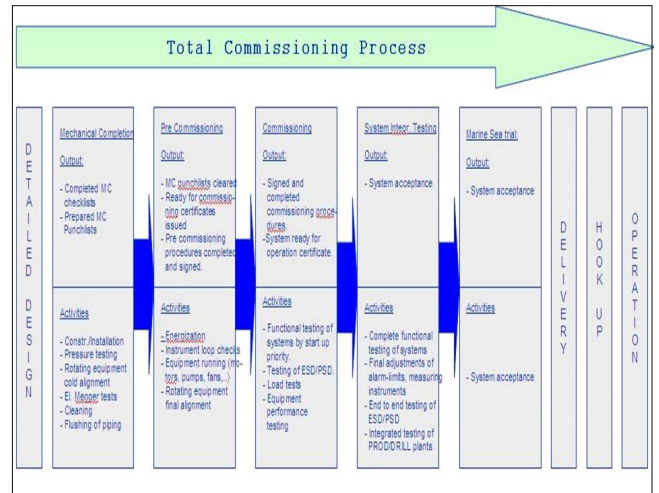 Total Commissioning Process
DETAILED DESIGN
Mechanical Completion
Output:
- Completed MC
checklists
- Prepared MC
Punchlists
Activities
- Constr./Installation
- Pressure testing
- Rotating equipment
cold alignment
- El. Megger tests
- Cleaning
- Flushing of piping
Pre Commissioning
Output:
- MC punchlists cleared
- Ready for commissio-
ning certificates
issued
- Pre commissioning
procedures completed
and signed.
Activities
- Energization
- Instrument loop checks
- Equipment running (mo-
tors, pumps, fans,..)
- Rotating equipment
final alignment
Commissioning
Output:
- Signed and
completed
commissioning proce-
dures.
-System ready for
operation certificate.
Activities
- Functional testing of
systems by start up
priority.
- Testing of ESD/PSD.
- Load tests
- Equipment
performance
testing
System Integr. Testing
Output:
- System acceptance
Activities
- Complete functional
testing of systems
- Final adjustments of
alarm-limits, measuring
instruments
- End to end testing of
ESD/PSD
- Integrated testing of
PROD/DRILL plants
Marine Sea trial:
Output:
- System acceptance
Activities
- System acceptance
DELIVERY
HOOK UP
OPERATION